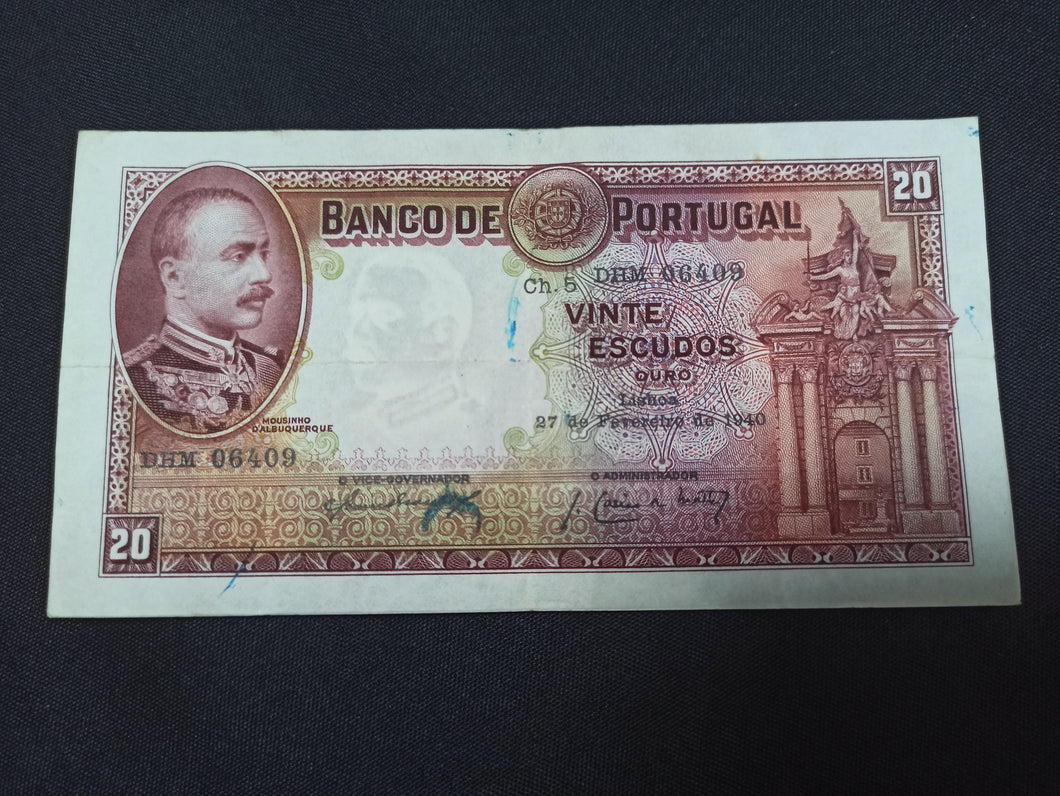 20
BANCO DE PORTUGAL
Ch. 5 DHM 06409
VINTE
ESCUDOS
OURO
Lisboa
27 de Fevereiro de 1940
MOUSINHO
D'ALBUQUERQUE
DHM 06409
O VICE-GOVERNADOR
O ADMINISTRADOR
20